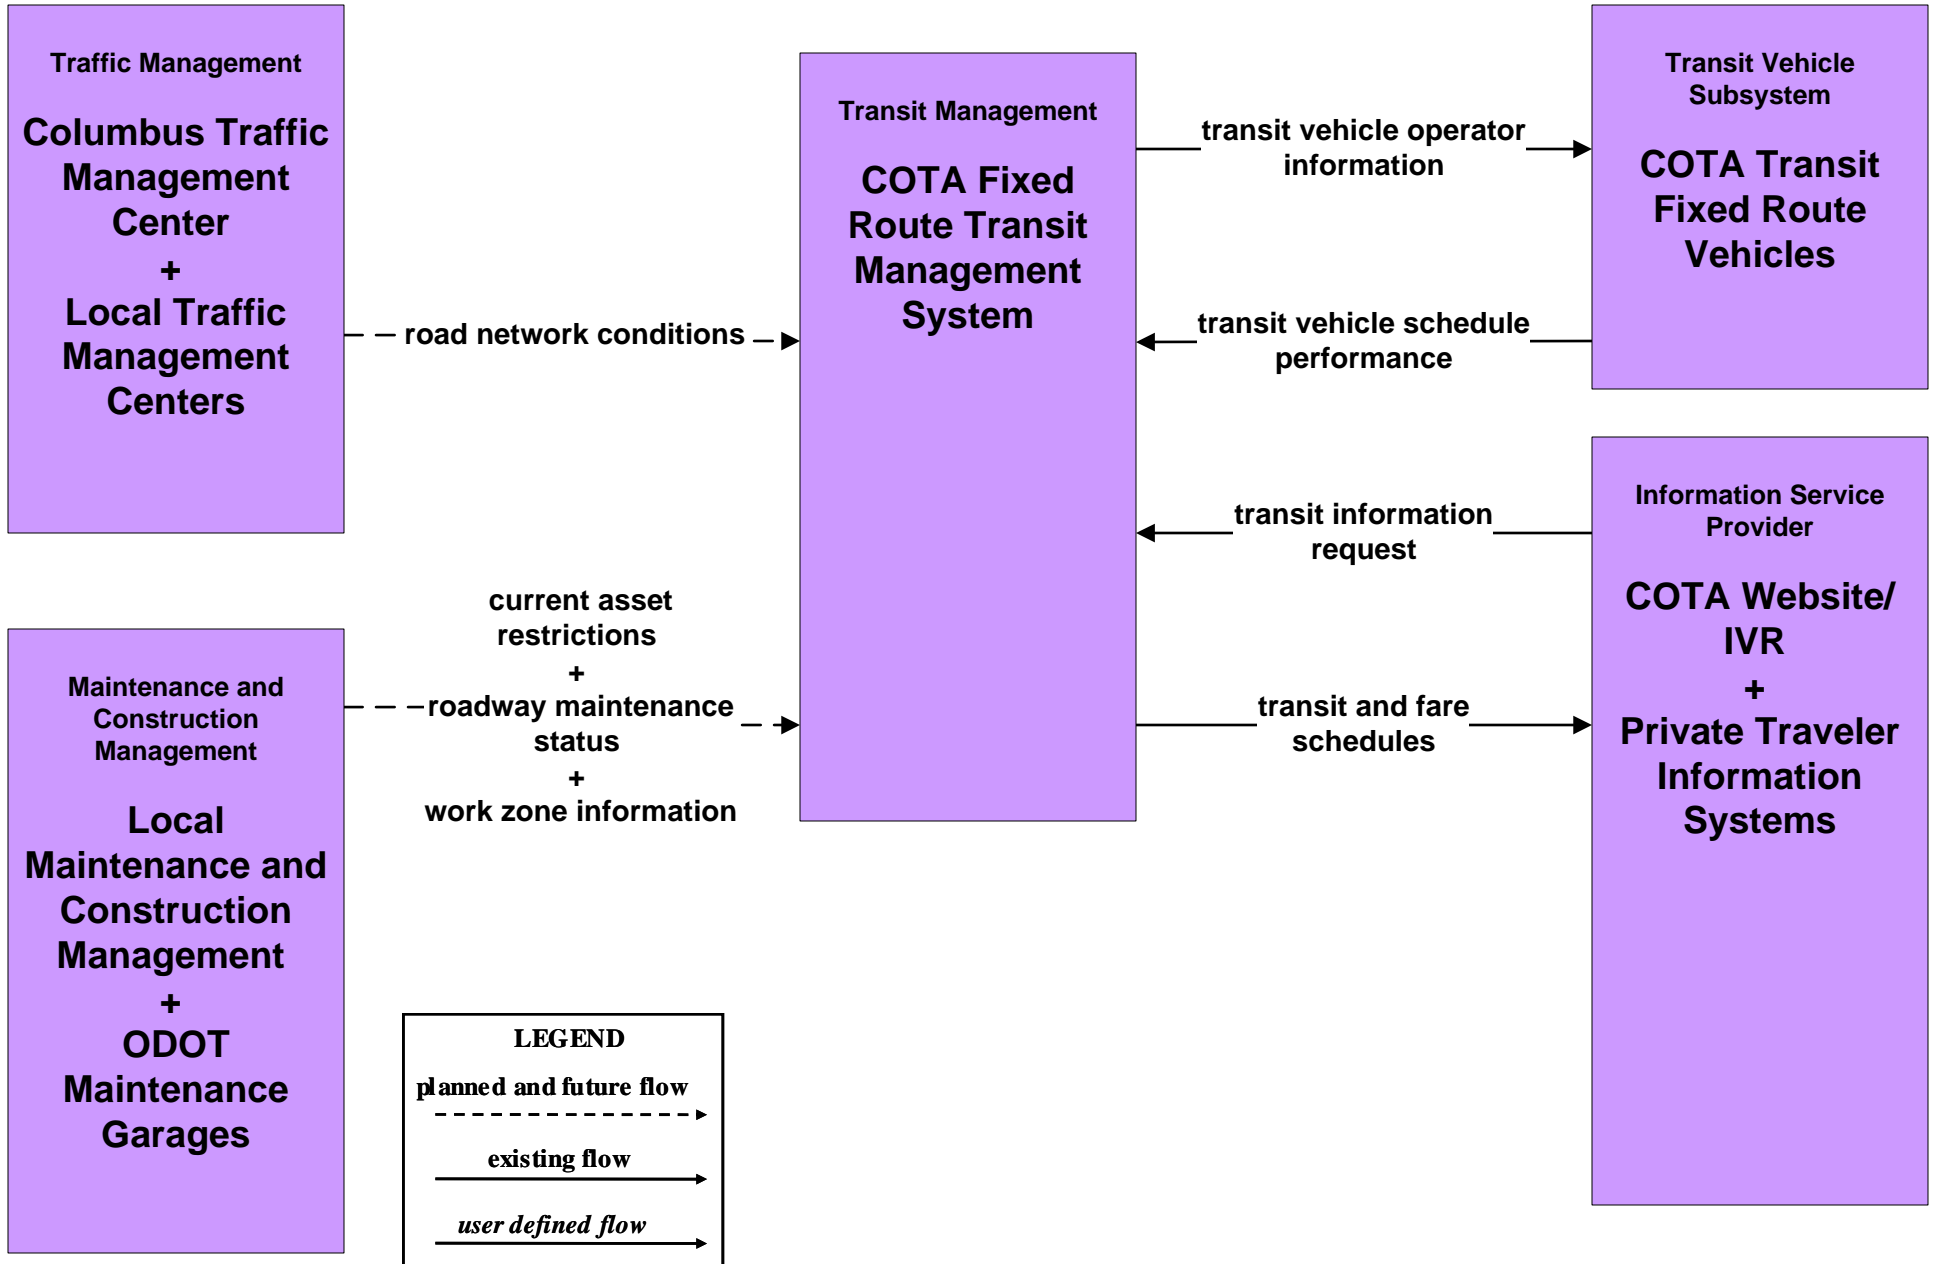 Traffic Management
Columbus Traffic
Management
Center
+
Local Traffic
Management
Centers
road network conditions
Maintenance and
Construction
Management
Local
Maintenance and
Construction
Management
+
ODOT
Maintenance
Garages
current asset
restrictions
+
roadway maintenance
status
+
work zone information
Transit Management
COTA Fixed
Route Transit
Management
System
transit vehicle operator
information
transit vehicle schedule
performance
transit information
request
transit and fare
schedules
Transit Vehicle
Subsystem
COTA Transit
Fixed Route
Vehicles
Information Service
Provider
COTA Website/
IVR
+
Private Traveler
Information
Systems
LEGEND
planned and future flow
existing flow
user defined flow